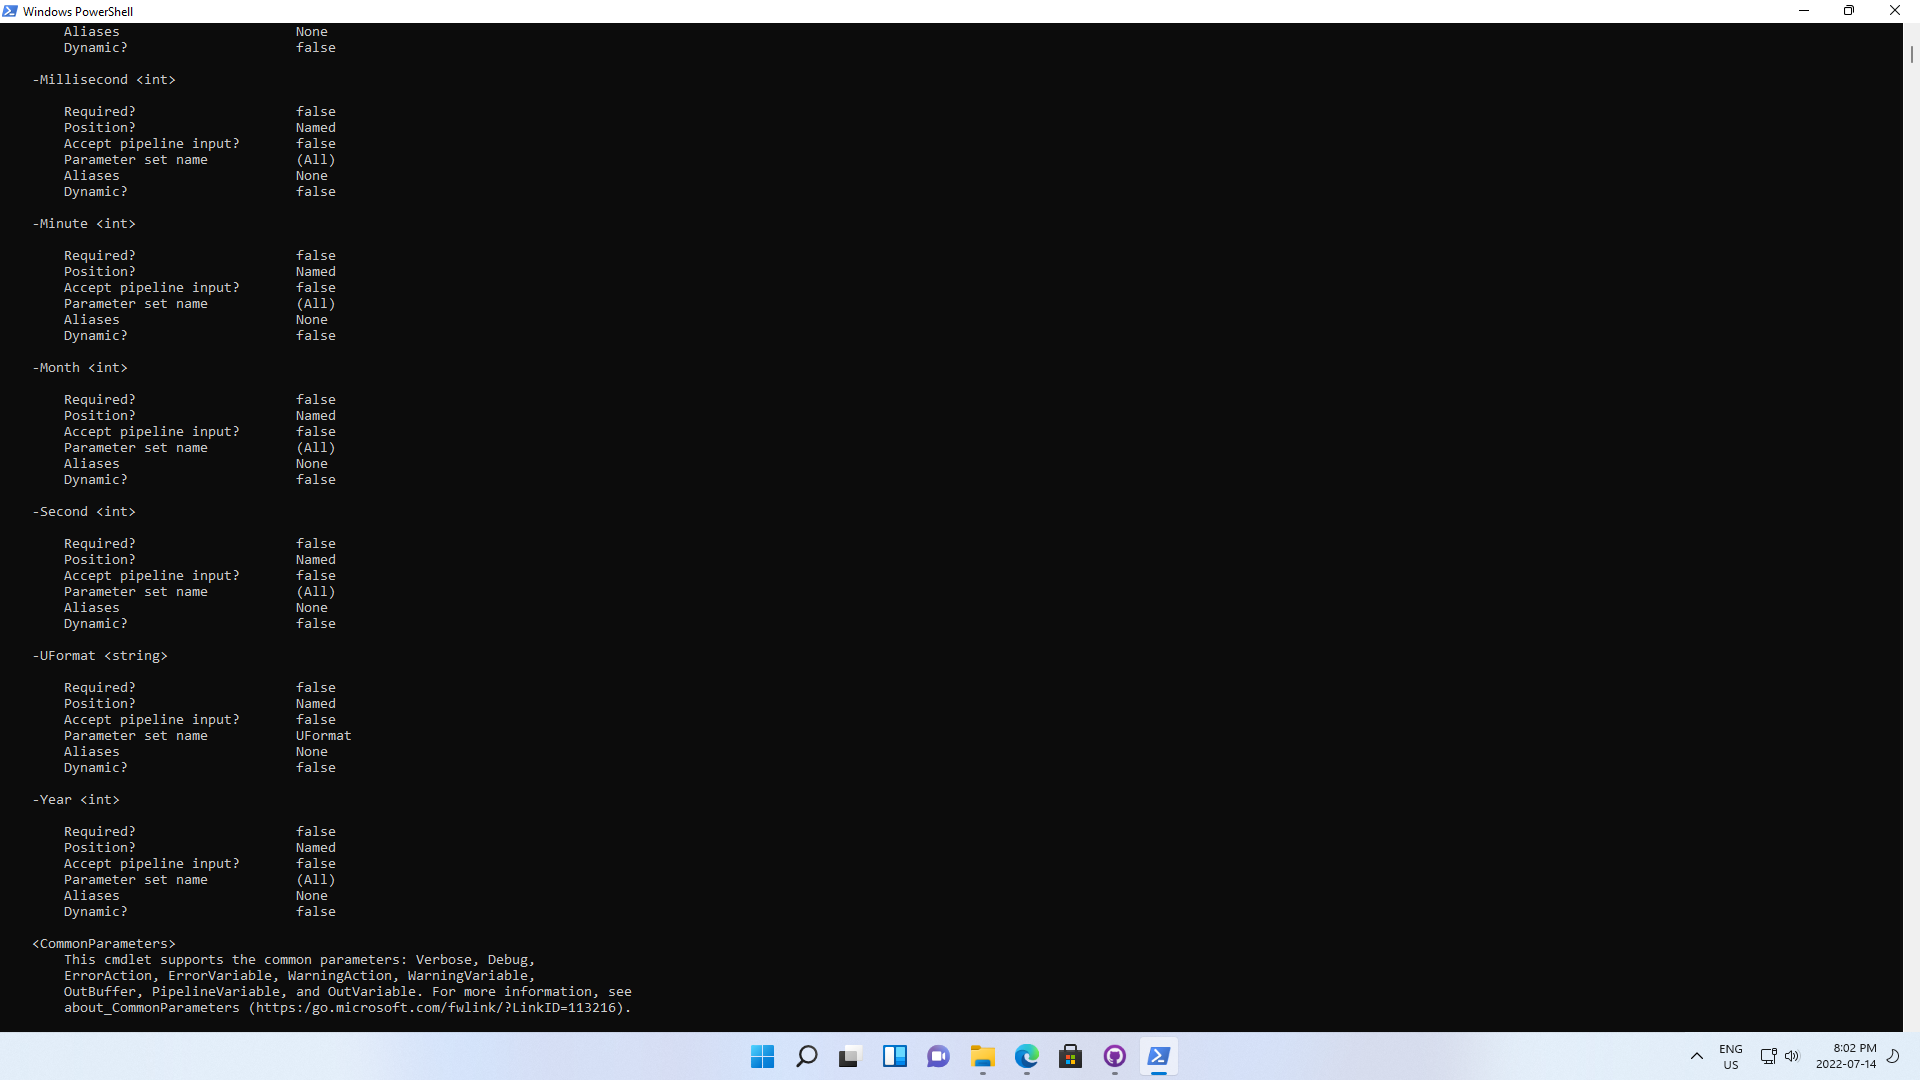 Windows PowerShell
Aliases None
Dynamic? false
-Millisecond <int>
Required? false
Position? Named
Accept pipeline input? false
Parameter set name (All)
Aliases None
Dynamic? false
-Minute <int>
Required? false
Position? Named
Accept pipeline input? false
Parameter set name (All)
Aliases None
Dynamic? false
-Month <int>
Required? false
Position? Named
Accept pipeline input? false
Parameter set name (All)
Aliases None
Dynamic? false
-Second <int>
Required? false
Position? Named
Accept pipeline input? false
Parameter set name (All)
Aliases None
Dynamic? false
-UFormat <string>
Required? false
Position? Named
Accept pipeline input? false
Parameter set name UFormat
Aliases None
Dynamic? false
-Year <int>
Required? false
Position? Named
Accept pipeline input? false
Parameter set name (All)
Aliases None
Dynamic? false
<CommonParameters>
This cmdlet supports the common parameters: Verbose, Debug,
ErrorAction, ErrorVariable, WarningAction, WarningVariable,
OutBuffer, PipelineVariable, and OutVariable. For more information, see
about_CommonParameters (https:/go.microsoft.com/fwlink/?LinkID=113216).
ENG
US
8:02 PM
2022-07-14